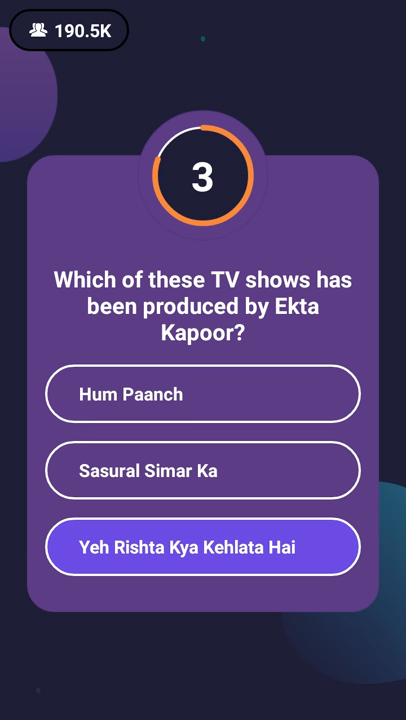 190.5K
3
Which of these TV shows has
been produced by Ekta
Kapoor?
Hum Paanch
Sasural Simar Ka
Yeh Rishta Kya Kehlata Hai